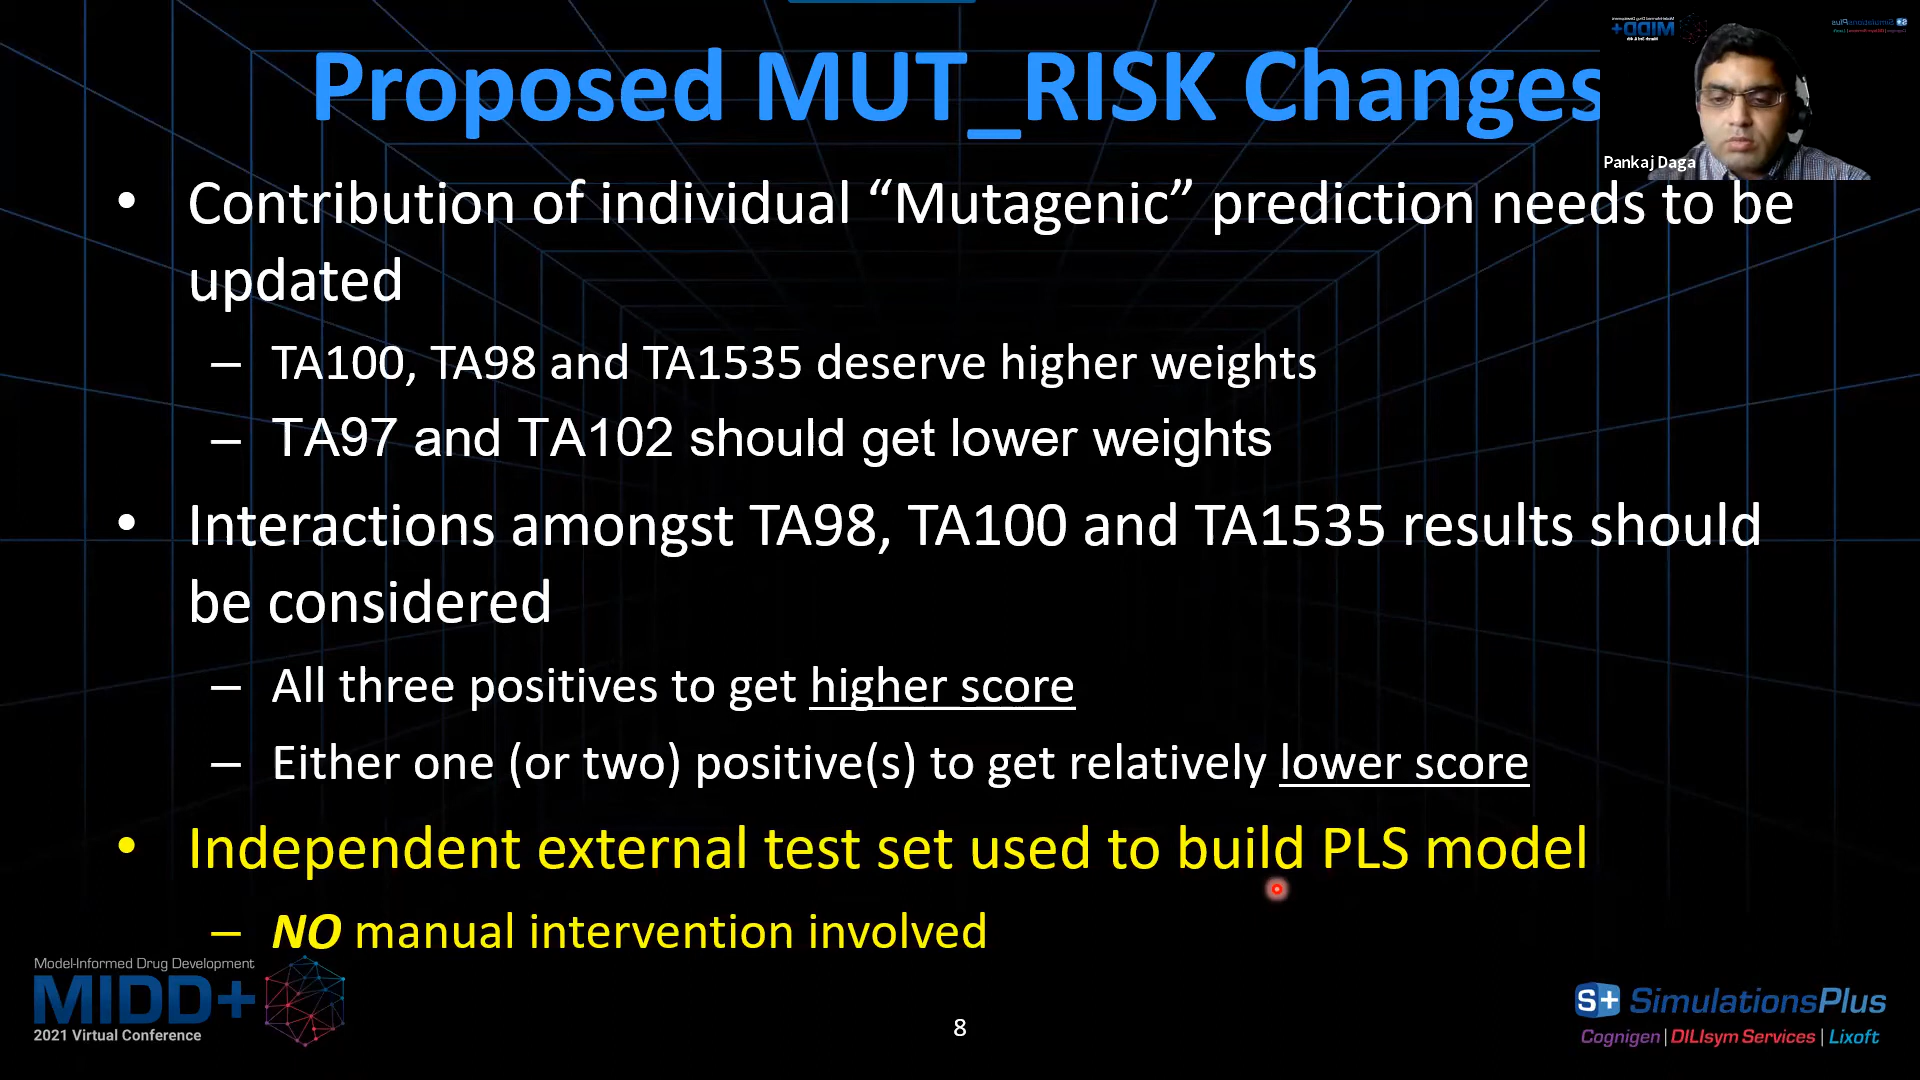 Proposed MUT_RISK Changes
Pankaj Daga
• Contribution of individual “Mutagenic” prediction needs to be
updated
– TA100, TA98 and TA1535 deserve higher weights
– TA97 and TA102 should get lower weights
• Interactions amongst TA98, TA100 and TA1535 results should
be considered
– All three positives to get higher score
– Either one (or two) positive(s) to get relatively lower score
• Independent external test set used to build PLS model
– NO manual intervention involved
Model-Informed Drug Development
MIDD+
2021 Virtual Conference
8
S+ SimulationsPlus
Cognigen | DILIsym Services | Lixoft